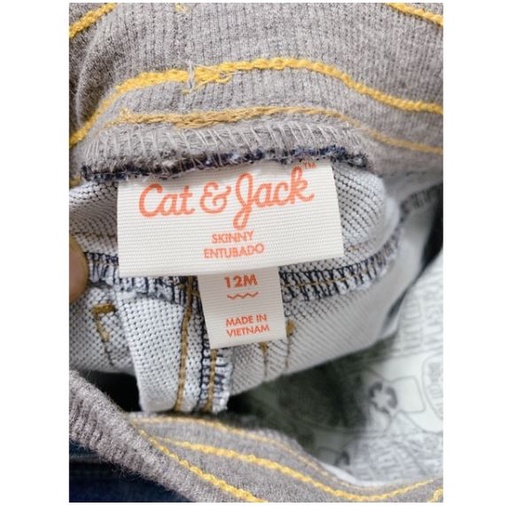 Cat & Jack™
SKINNY
ENTUBADO
12M
MADE IN
VIETNAM